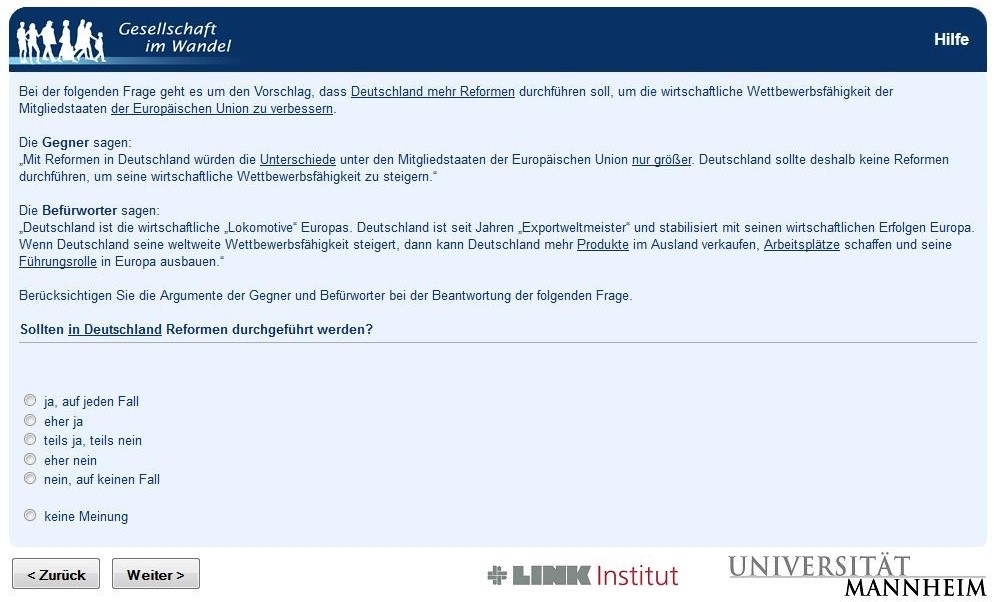 Gesellschaft
im Wandel
Hilfe
Bei der folgenden Frage geht es um den Vorschlag, dass Deutschland mehr Reformen durchführen soll, um die wirtschaftliche Wettbewerbsfähigkeit der
Mitgliedstaaten der Europäischen Union zu verbessern.
Die Gegner sagen:
„Mit Reformen in Deutschland würden die Unterschiede unter den Mitgliedstaaten der Europäischen Union nur größer. Deutschland sollte deshalb keine Reformen
durchführen, um seine wirtschaftliche Wettbewerbsfähigkeit zu steigern.“
Die Befürworter sagen:
„Deutschland ist die wirtschaftliche „Lokomotive“ Europas. Deutschland ist seit Jahren „Exportweltmeister“ und stabilisiert mit seinen wirtschaftlichen Erfolgen Europa.
Wenn Deutschland seine weltweite Wettbewerbsfähigkeit steigert, dann kann Deutschland mehr Produkte im Ausland verkaufen, Arbeitsplätze schaffen und seine
Führungsrolle in Europa ausbauen.“
Berücksichtigen Sie die Argumente der Gegner und Befürworter bei der Beantwortung der folgenden Frage.
Sollten in Deutschland Reformen durchgeführt werden?
ja, auf jeden Fall
eher ja
teils ja, teils nein
eher nein
nein, auf keinen Fall
keine Meinung
< Zurück Weiter >
LINK Institut
UNIVERSITÄT
MANNHEIM